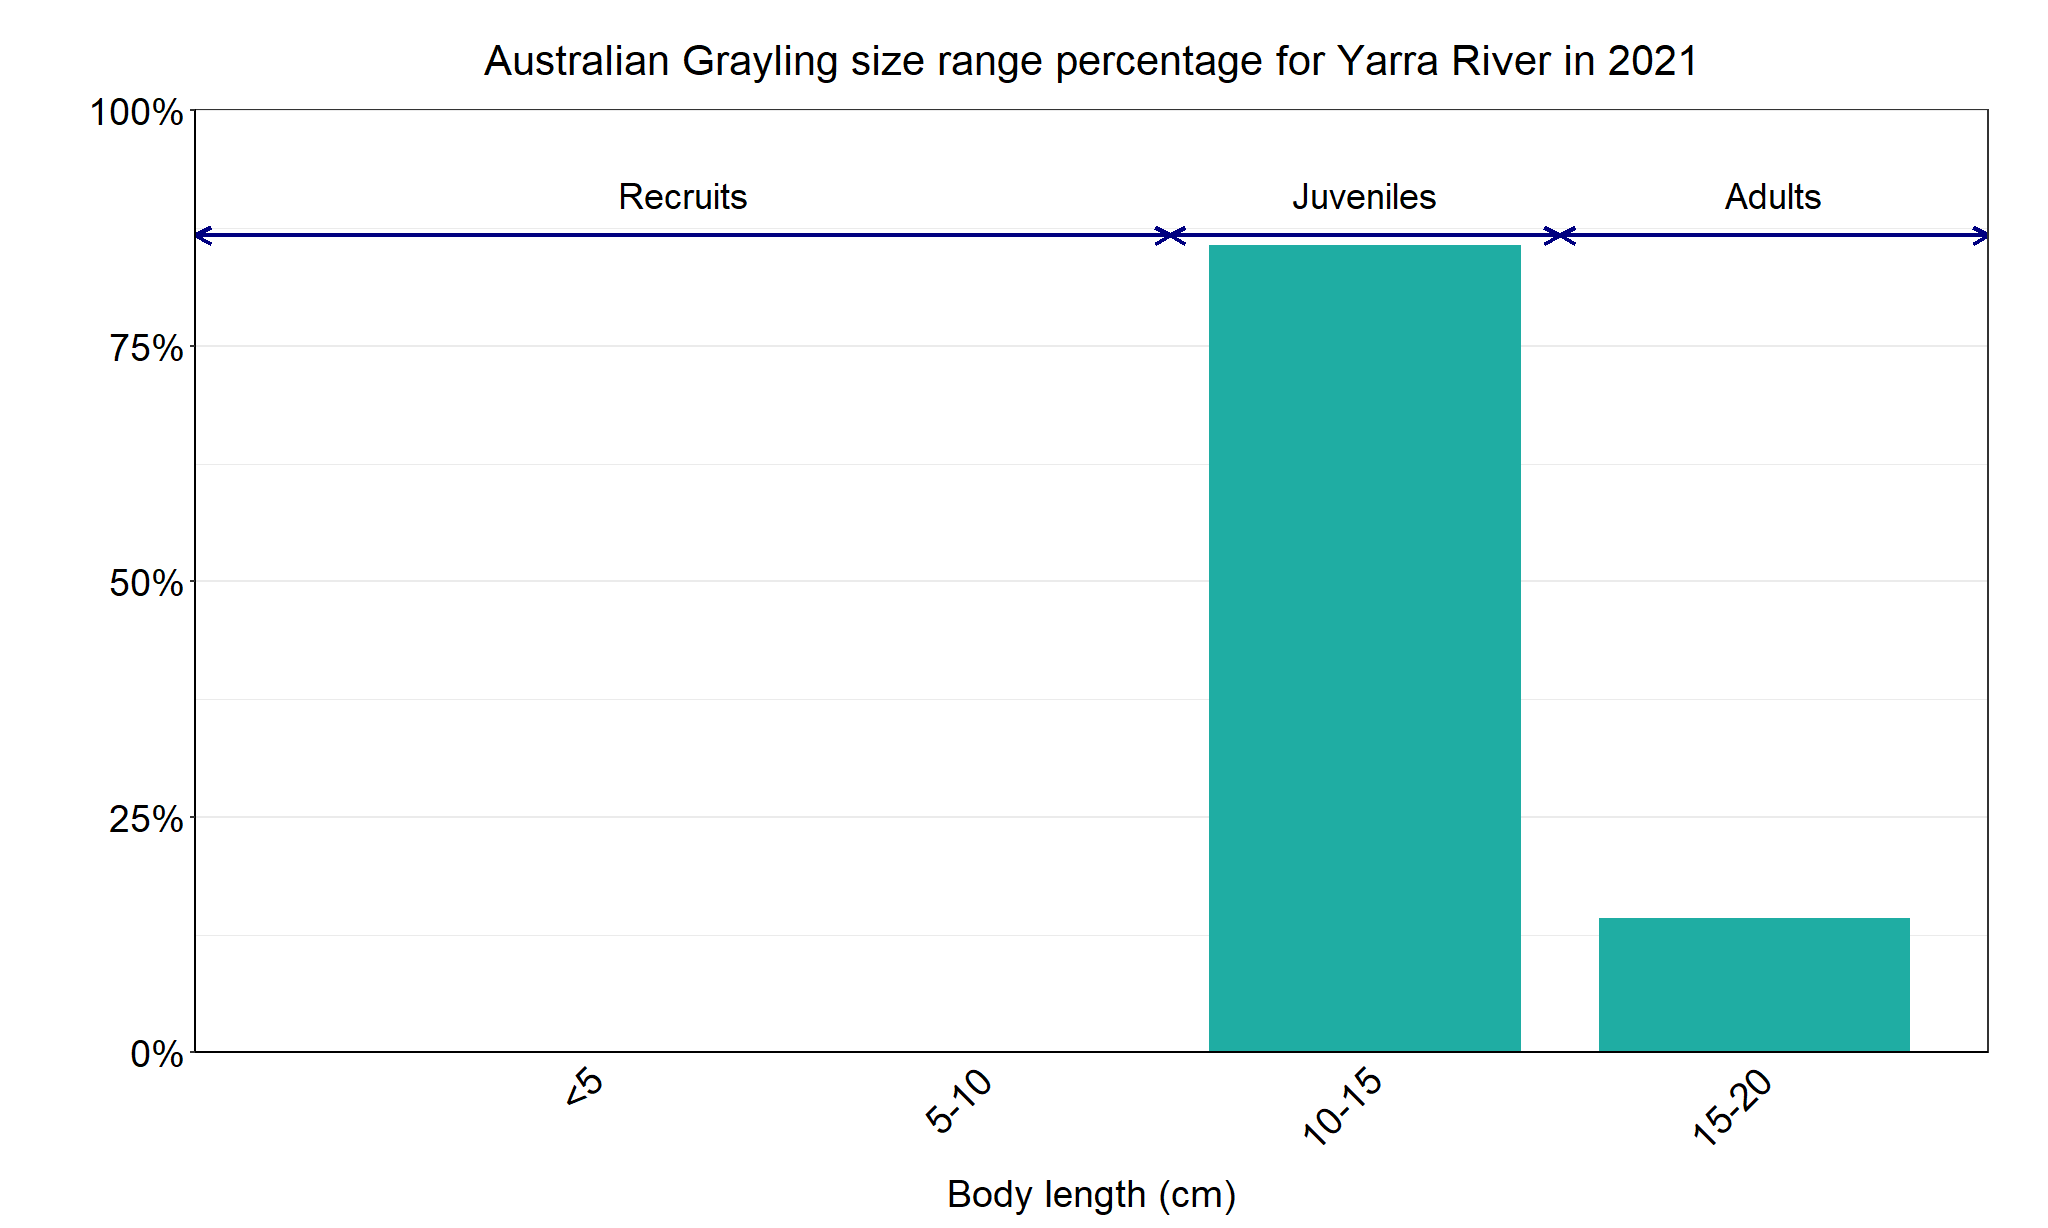 Australian Grayling size range percentage for Yarra River in 2021
100%
Recruits Juveniles Adults
75%
50%
25%
0%
<5 5-10 10-15 15-20
Body length (cm)